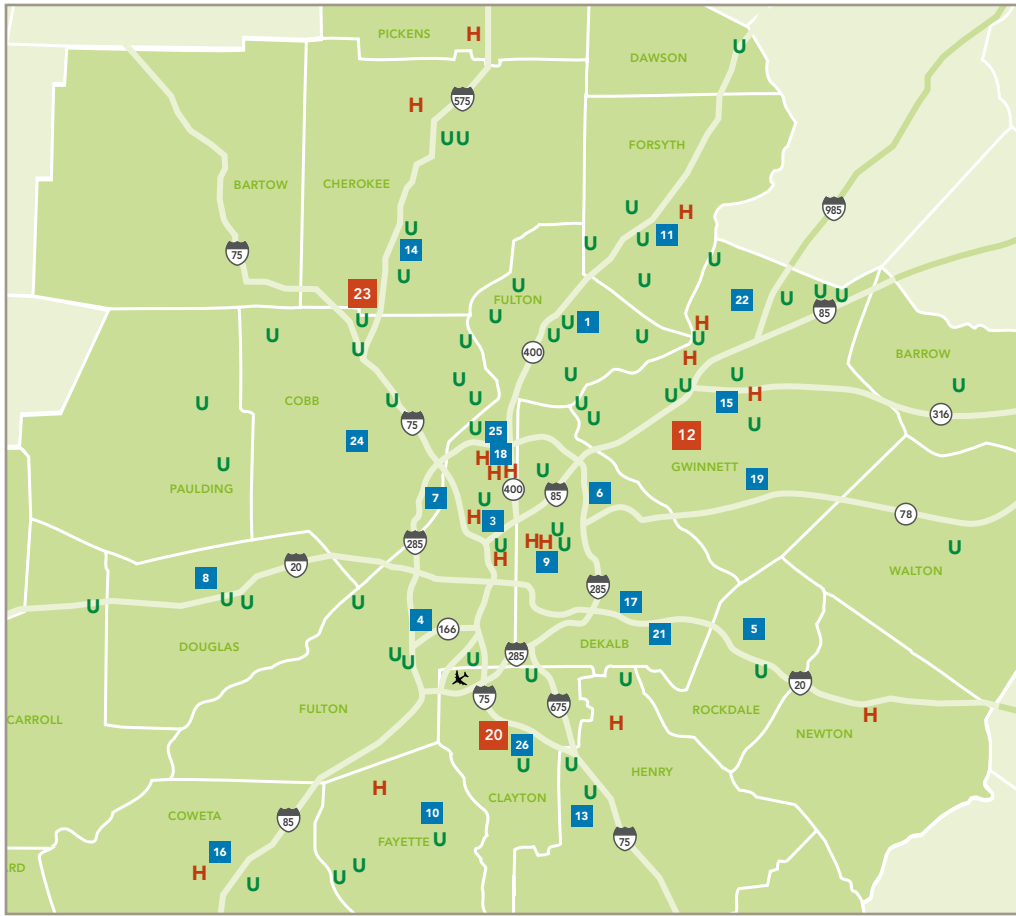 PICKENS
H
DAWSON
U
575
H
U U
FORSYTH
BARTOW
CHEROKEE
U
H
985
U
U
11
75
14
U
U
U
U
23
FULTON
22
U
U
U
85
U
U
U
1
H
U
U
U
U
400
U
BARROW
H
U
U
U
U
U
U
COBB
U
U
15
H
U
U
U
316
75
U
U
25
12
24
18
H
U
GWINNETT
PAULDING
H H
U
19
7
U
400
85
6
H
3
78
U
285
U
H H
U
U
20
H
9
WALTON
8
285
U
U U
U
17
4
166
5
21
DOUGLAS
DEKALB
U
U
U
285
U
U
U
20
75
675
FULTON
ROCKDALE
H
CARROLL
H
NEWTON
20
26
U
U
HENRY
H
U
CLAYTON
COWETA
85
10
13
FAYETTE
U
75
16
U
RD
H
U
U